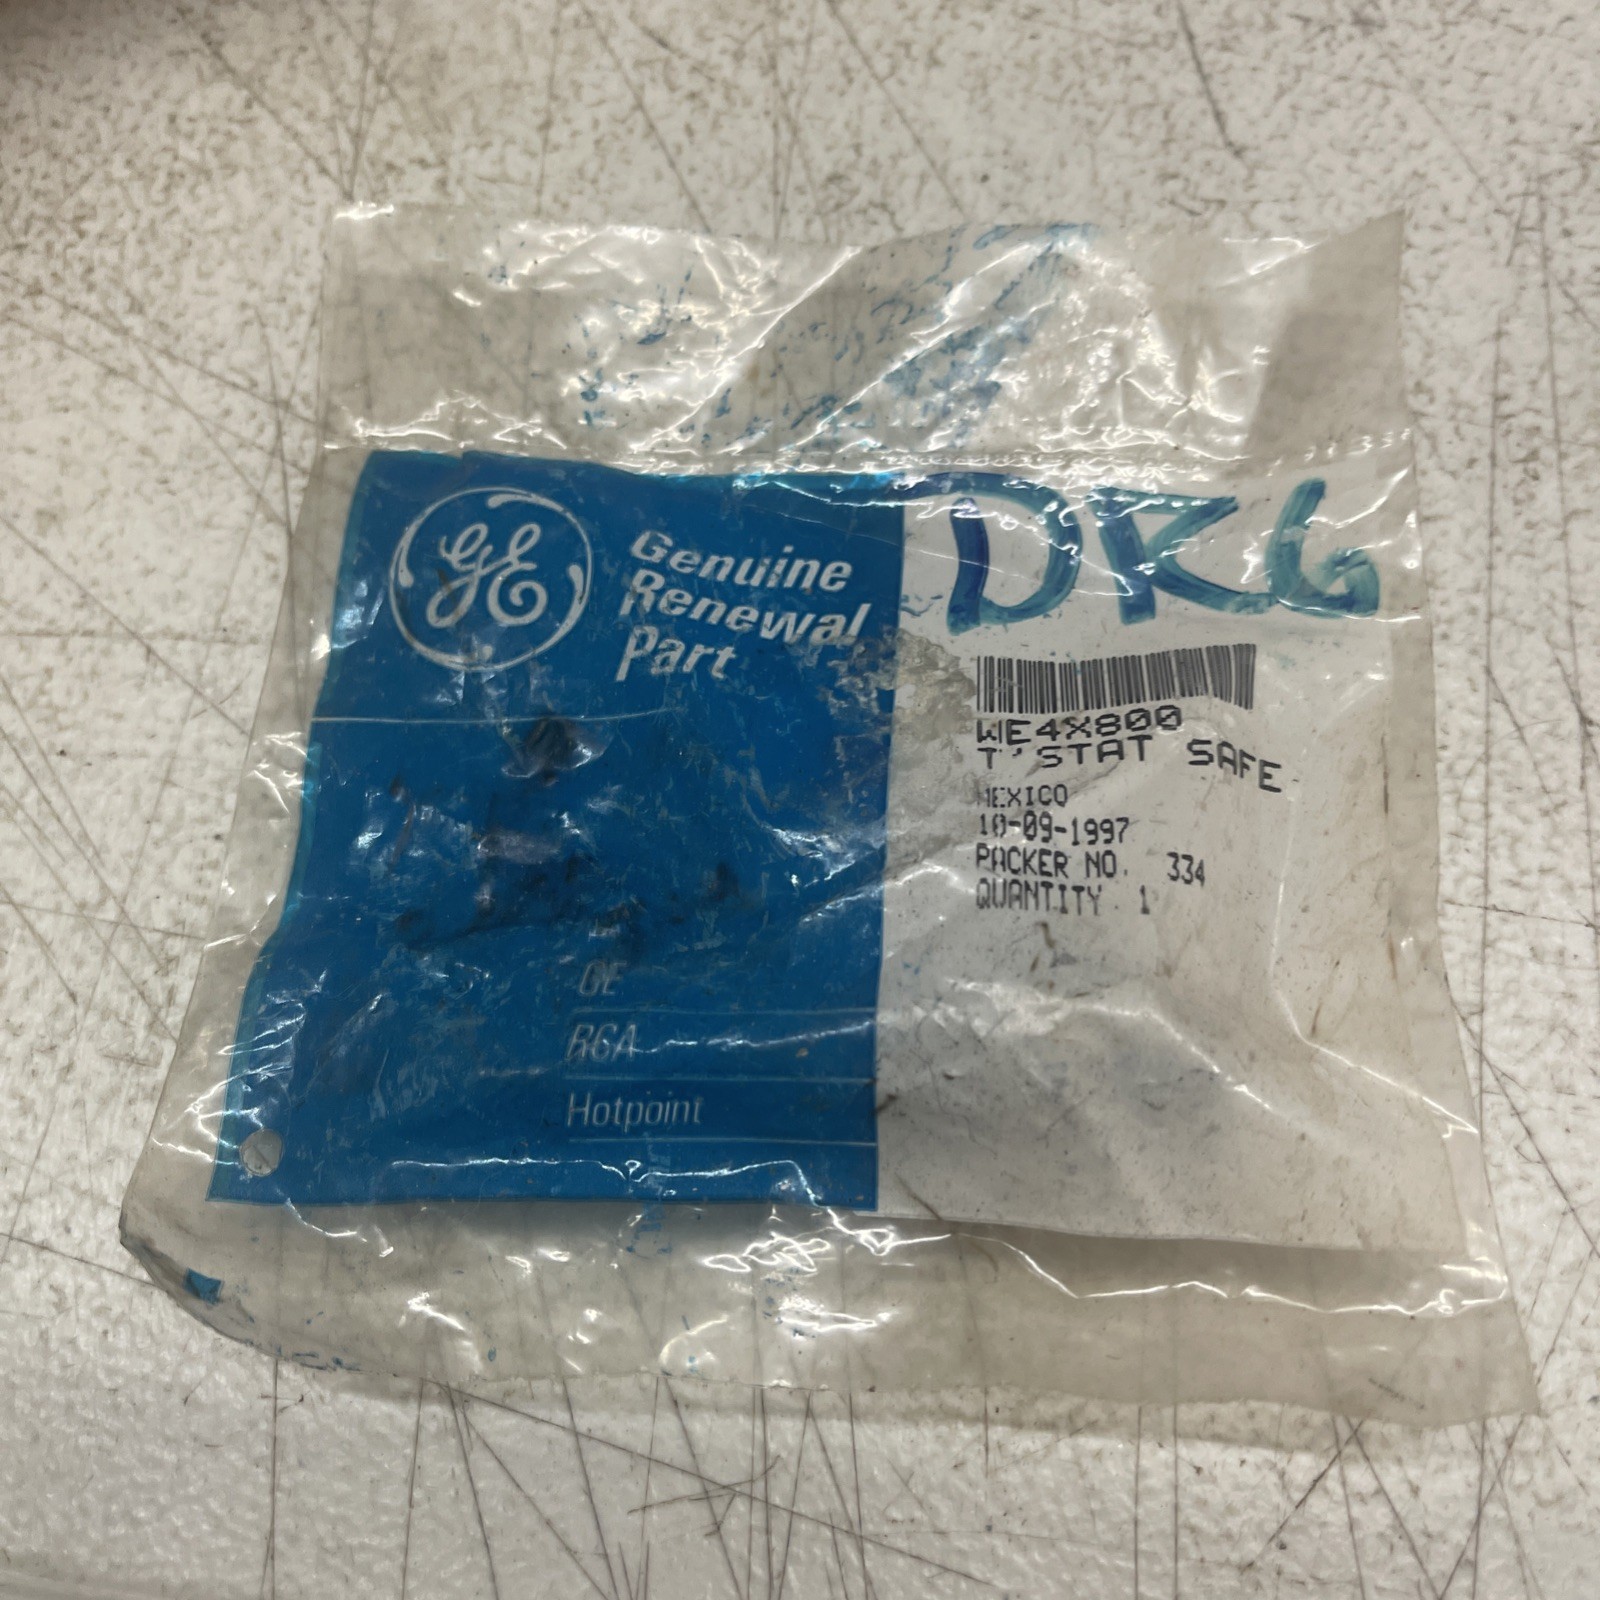 GE
Genuine
Renewal
Part
GE
RCA
Hotpoint
DR6
WE4X800
T'STAT SAFE
MEXICO
10-09-1997
PACKER NO. 334
QUANTITY 1